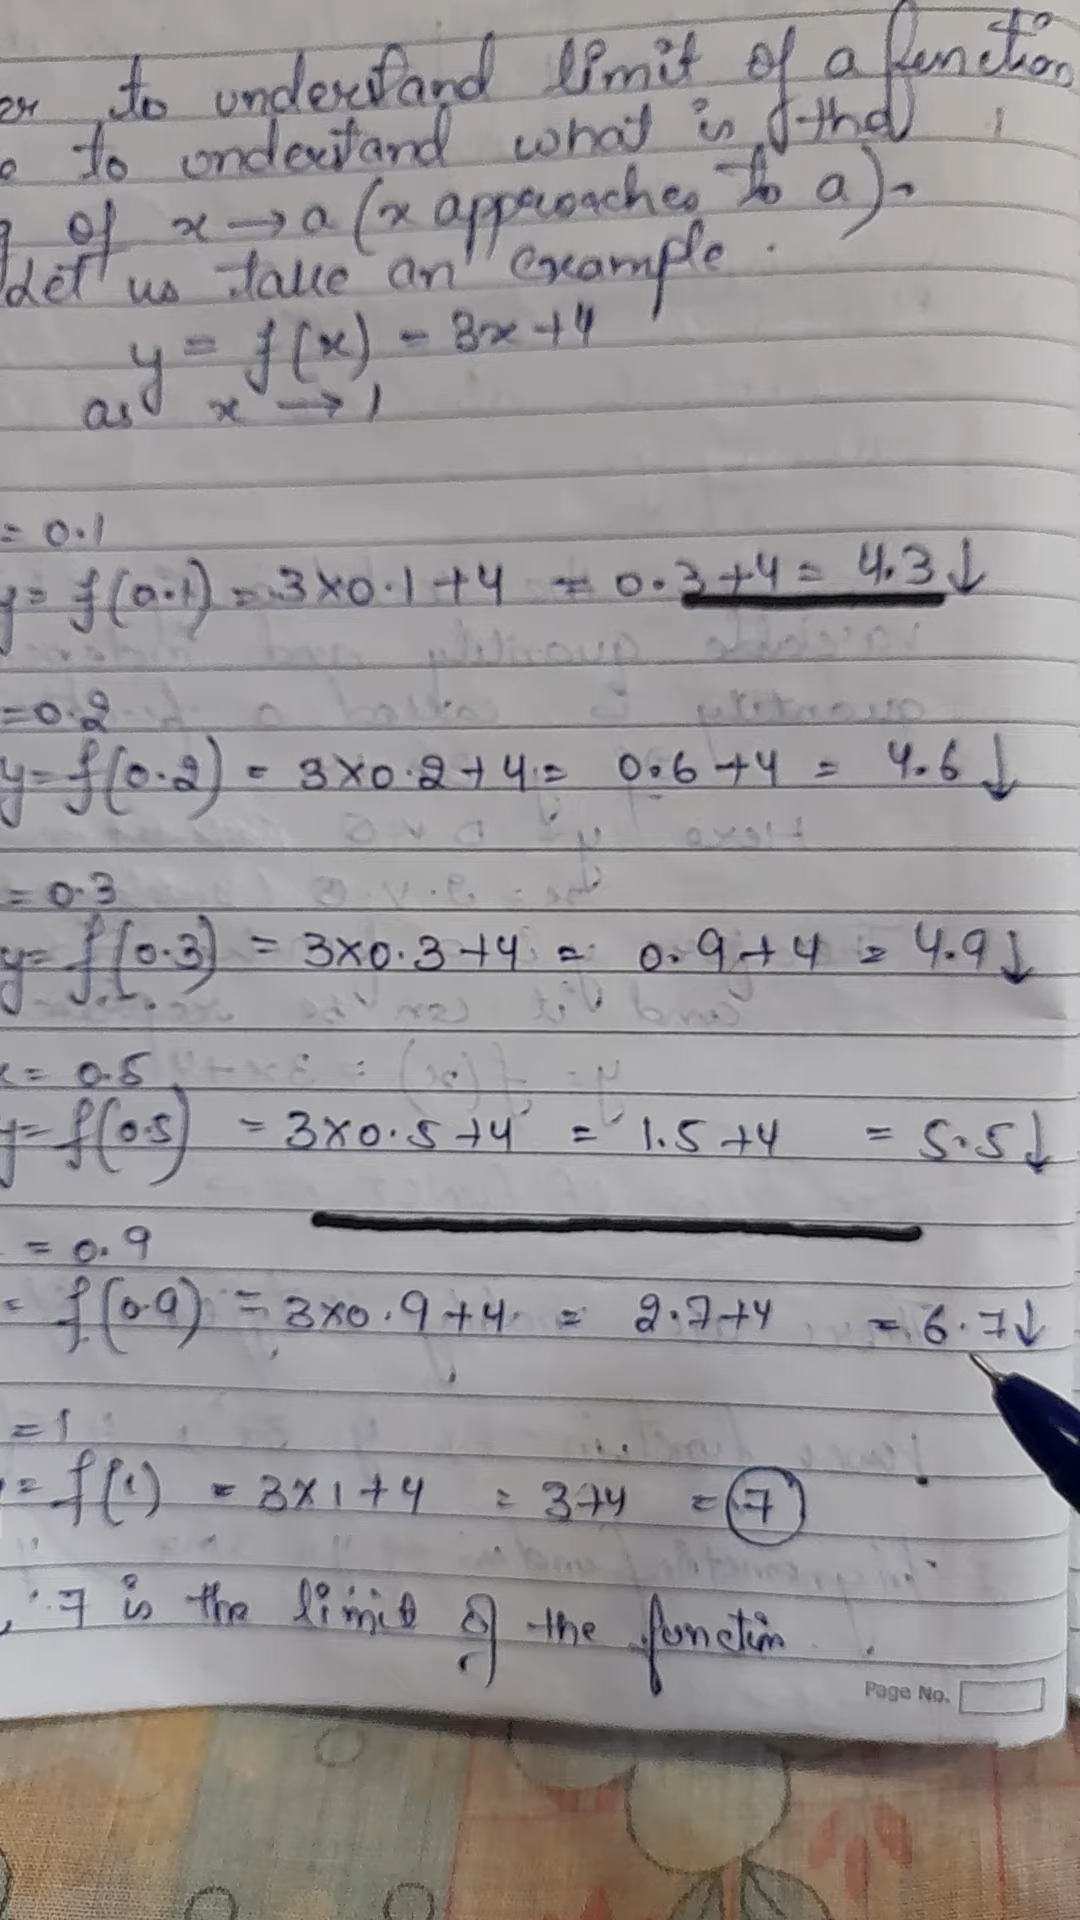 to understand limit of a function
to understand what is the
of x → a (x approaches to a)
Let us take an example.
y = f(x) = 3x+4
as x → 1
= 0.1
y = f(0.1) = 3×0.1+4 = 0.3+4 = 4.3↓
=0.2
y= f(0.2) = 3×0.2+4 = 0.6+4 = 4.6↓
= 0.3
y= f(0.3) = 3×0.3+4 = 0.9+4 = 4.9↓
x = 0.5
y= f(0.5) = 3×0.5+4 = 1.5+4 = 5.5↓
= 0.9
= f(0.9) = 3×0.9+4 = 2.7+4 = 6.7↓
=1
= f(1) = 3×1+4 = 3+4 = 7
7 is the limit of the function
Page No.